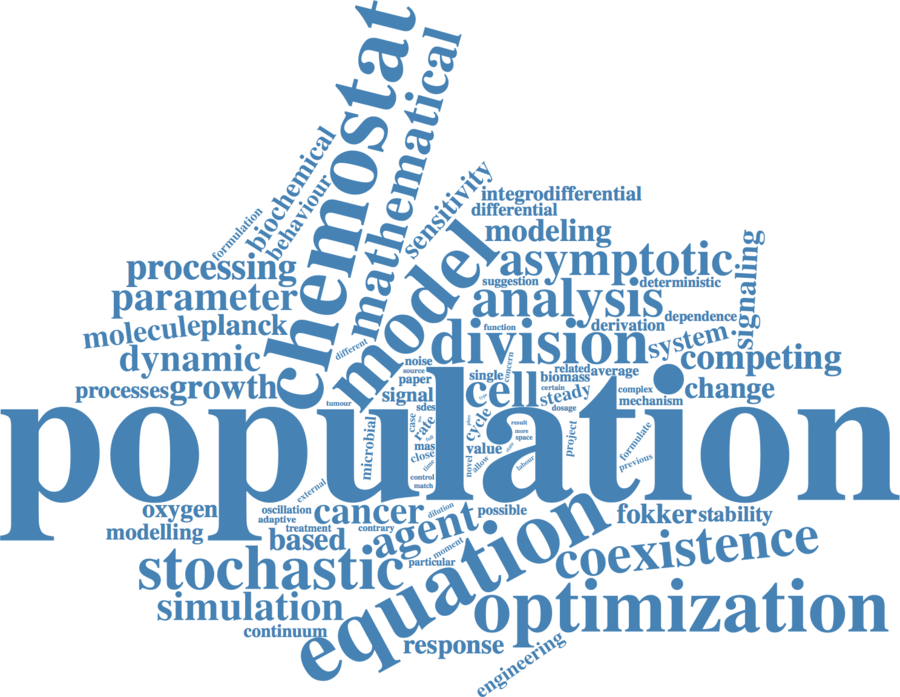 chemostat
mathematical
biochemical
behaviour
formulation
sensitivity
integrodifferential
differential
modeling
model
asymptotic
signaling
processing
suggestion
deterministic
parameter
analysis
moleculeplanck
function
derivation
dependence
division
system
different
dynamic
noise
concern
competing
source
related
average
paper
single
biomass
processes
growth
cell
certain
complex
change
signal
type
steady
mechanism
tumour
sdes
dosage
population
microbial
case
rate
cycle
result
more
space
project
formulate
mas
value
close
time
novel
allow
labour
previous
control
match
external
oxygen
oscillation
cancer
dilution
possible
fokker
stability
adaptive
modelling
treatment
contrary
based
agent
moment
equation
coexistence
stochastic
particular
simulation
optimization
continuum
response
engineering